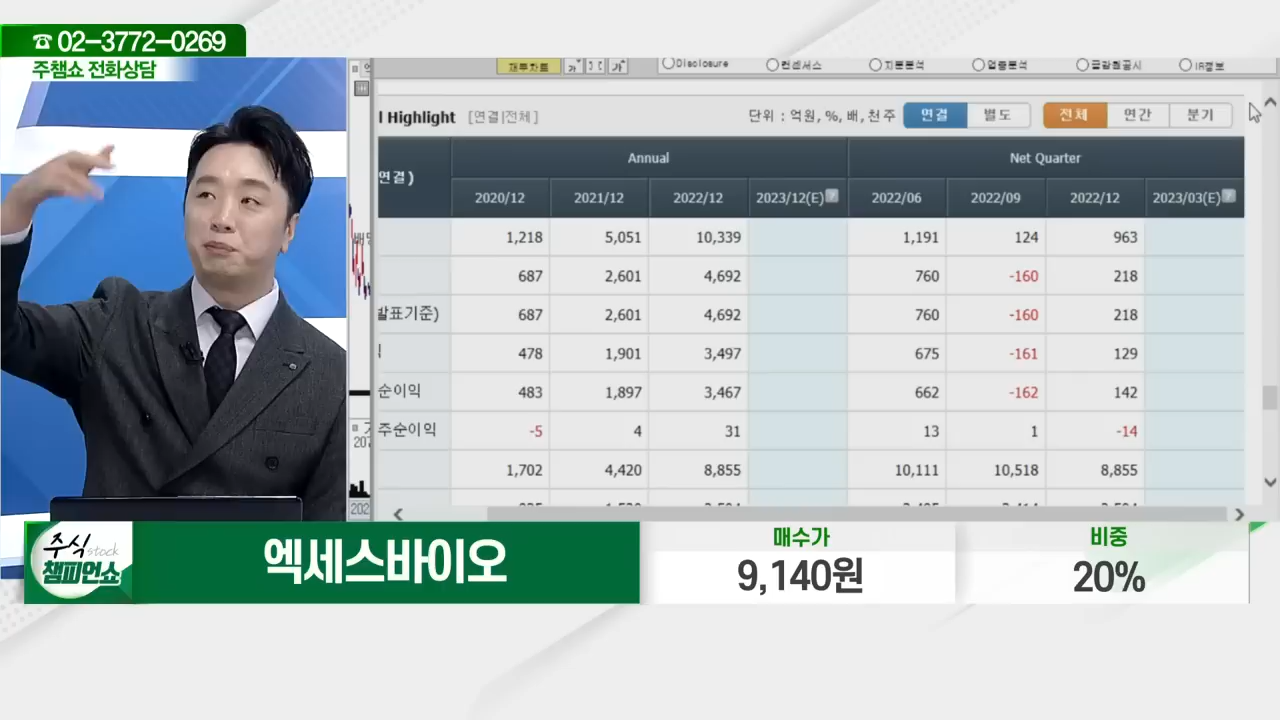 ☎ 02-3772-0269
주챔쇼 전화상담
재무차트 Disclosure 컨센서스 지분분석 업종분석 금감원공시 IR정보
l Highlight [연결|전체] 단위 : 억원, %, 배, 천주 연결 별도 전체 연간 분기
연결) Annual Net Quarter
2020/12 2021/12 2022/12 2023/12(E) 2022/06 2022/09 2022/12 2023/03(E)
1,218 5,051 10,339 1,191 124 963
687 2,601 4,692 760 -160 218
발표기준) 687 2,601 4,692 760 -160 218
478 1,901 3,497 675 -161 129
순이익 483 1,897 3,467 662 -162 142
주순이익 -5 4 31 13 1 -14
1,702 4,420 8,855 10,111 10,518 8,855
주식 stock
챔피언쇼
엑세스바이오
매수가
9,140원
비중
20%